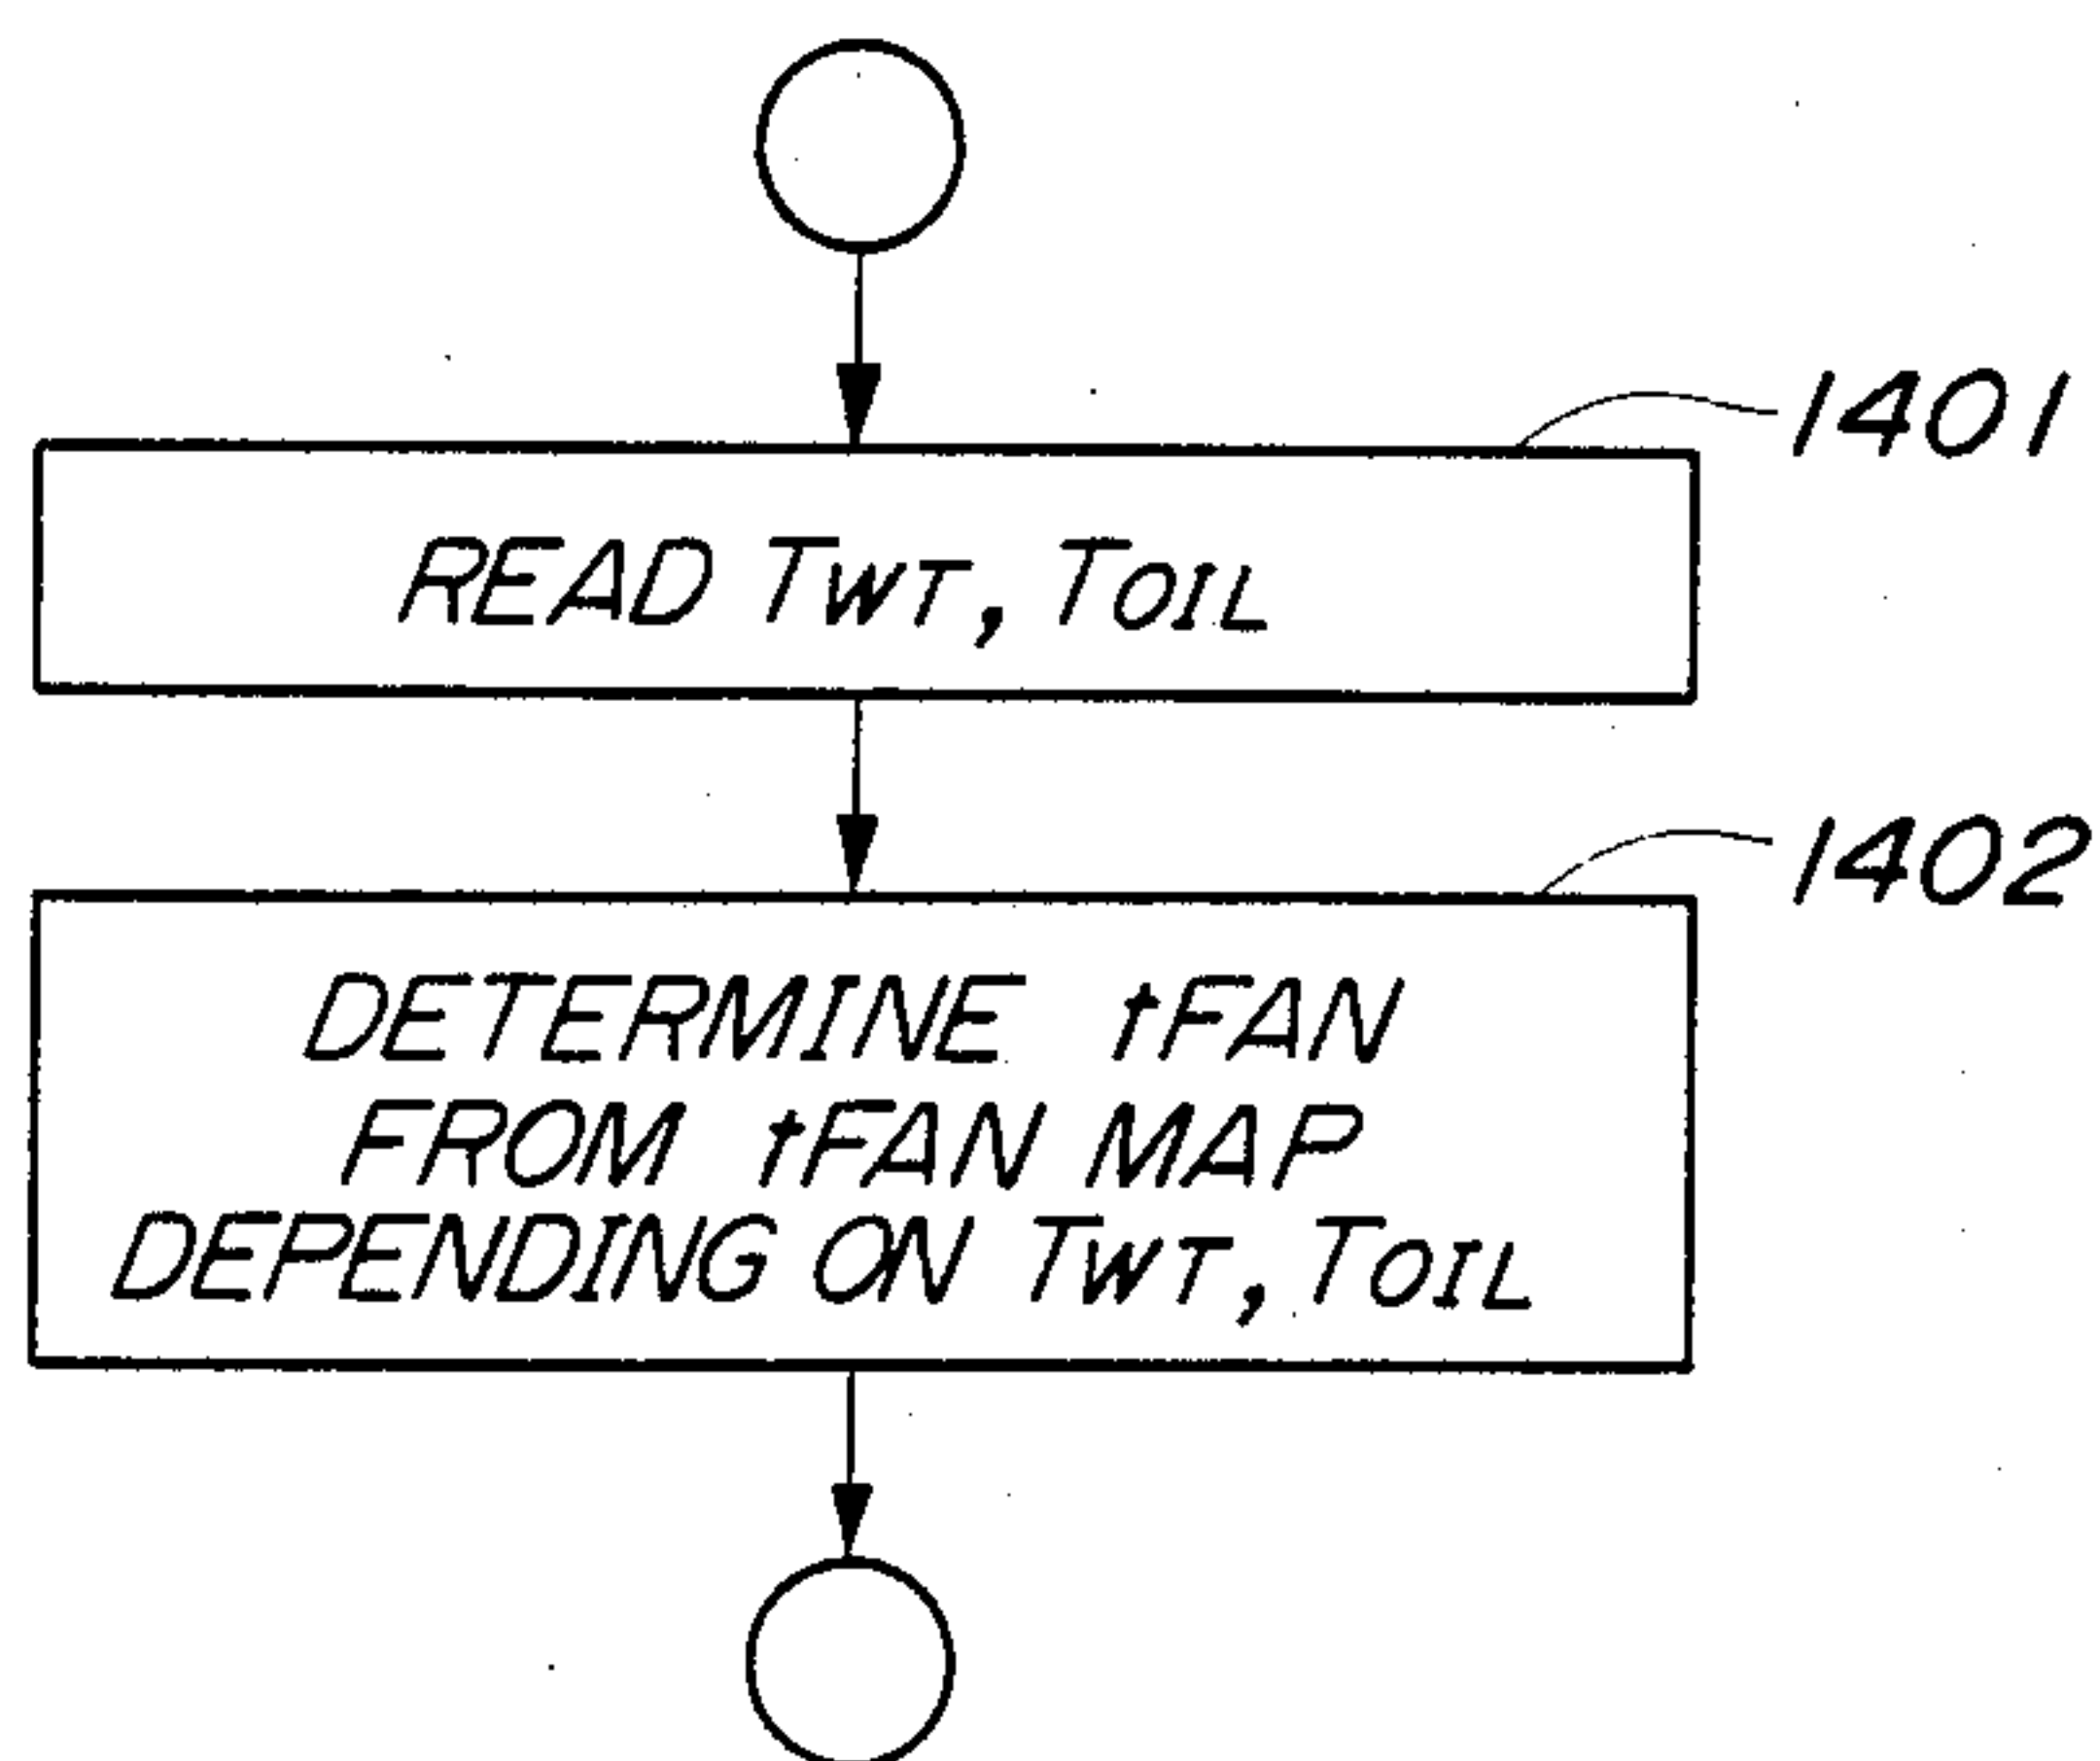 1401
READ TWT, TOIL
1402
DETERMINE tFAN
FROM tFAN MAP
DEPENDING ON TWT, TOIL